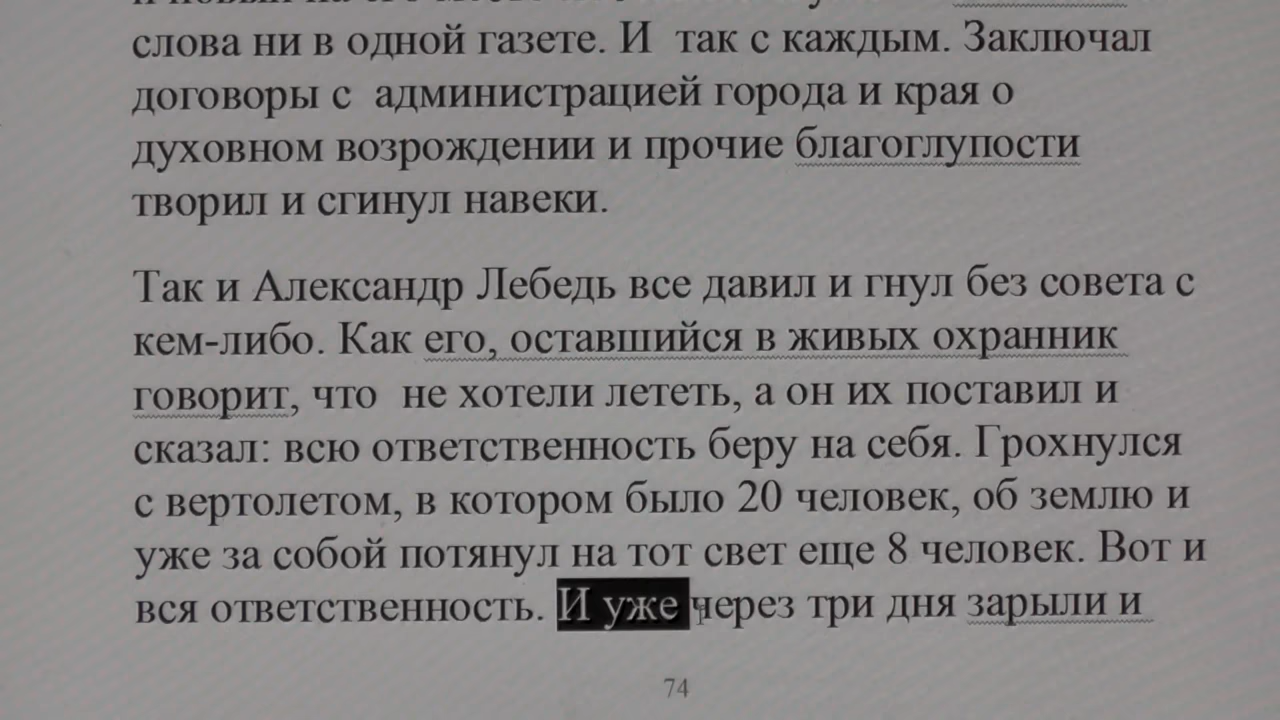 слова ни в одной газете. И так с каждым. Заключал
договоры с администрацией города и края о
духовном возрождении и прочие благоглупости
творил и сгинул навеки.
Так и Александр Лебедь все давил и гнул без совета с
кем-либо. Как его, оставшийся в живых охранник
говорит, что не хотели лететь, а он их поставил и
сказал: всю ответственность беру на себя. Грохнулся
с вертолетом, в котором было 20 человек, об землю и
уже за собой потянул на тот свет еще 8 человек. Вот и
вся ответственность. И уже через три дня зарыли и
74